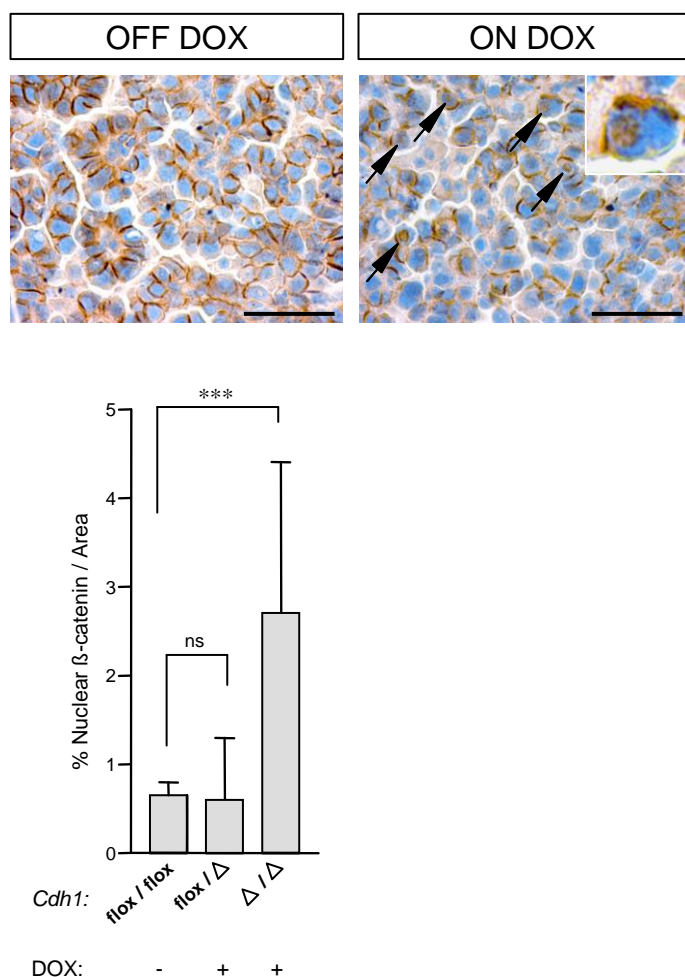 OFF DOX
ON DOX
5
***
4
3
ns
2
1
0
% Nuclear ß-catenin / Area
Cdh1:
flox / flox
flox / △
△ / △
DOX:
-
+
+